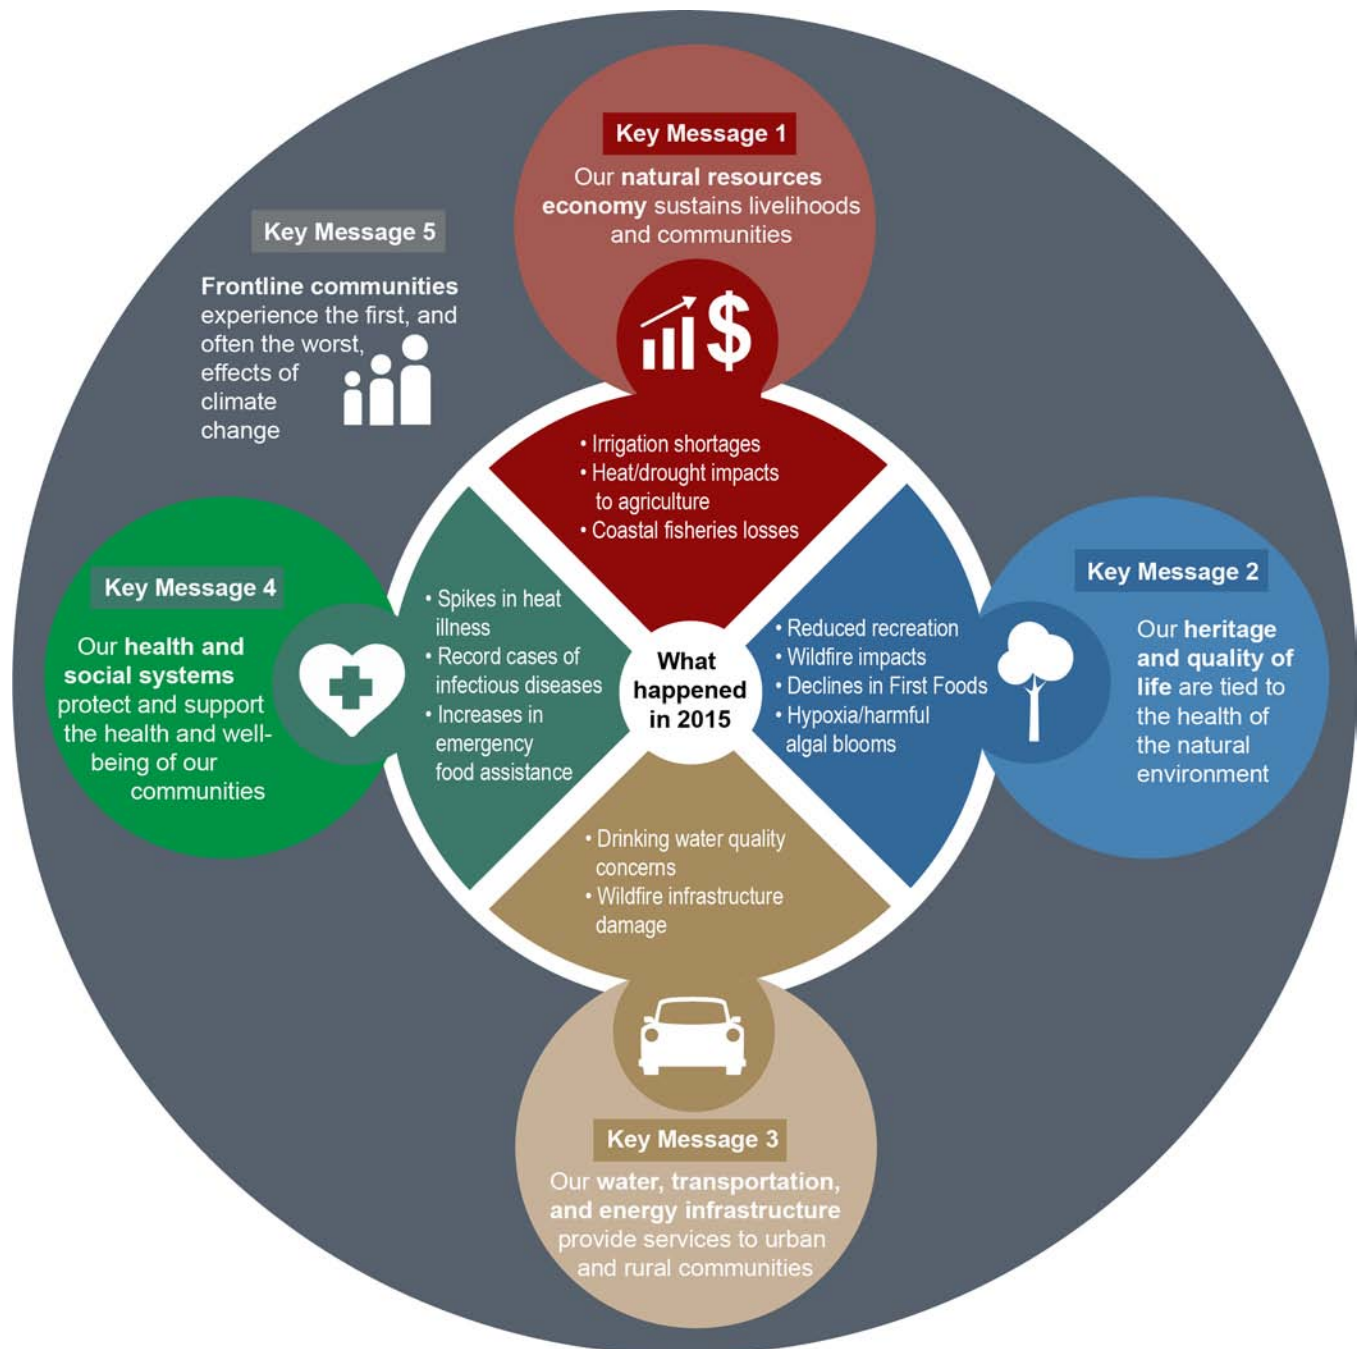 Key Message 1
Our natural resources
economy sustains livelihoods
and communities
$
• Irrigation shortages
• Heat/drought impacts
to agriculture
• Coastal fisheries losses
Key Message 5
Frontline communities
experience the first, and
often the worst,
effects of
climate
change
Key Message 4
Our health and
social systems
protect and support
the health and well-
being of our
communities
• Spikes in heat
illness
• Record cases of
infectious diseases
• Increases in
emergency
food assistance
What
happened
in 2015
• Reduced recreation
• Wildfire impacts
• Declines in First Foods
• Hypoxia/harmful
algal blooms
Key Message 2
Our heritage
and quality of
life are tied to
the health of
the natural
environment
• Drinking water quality
concerns
• Wildfire infrastructure
damage
Key Message 3
Our water, transportation,
and energy infrastructure
provide services to urban
and rural communities